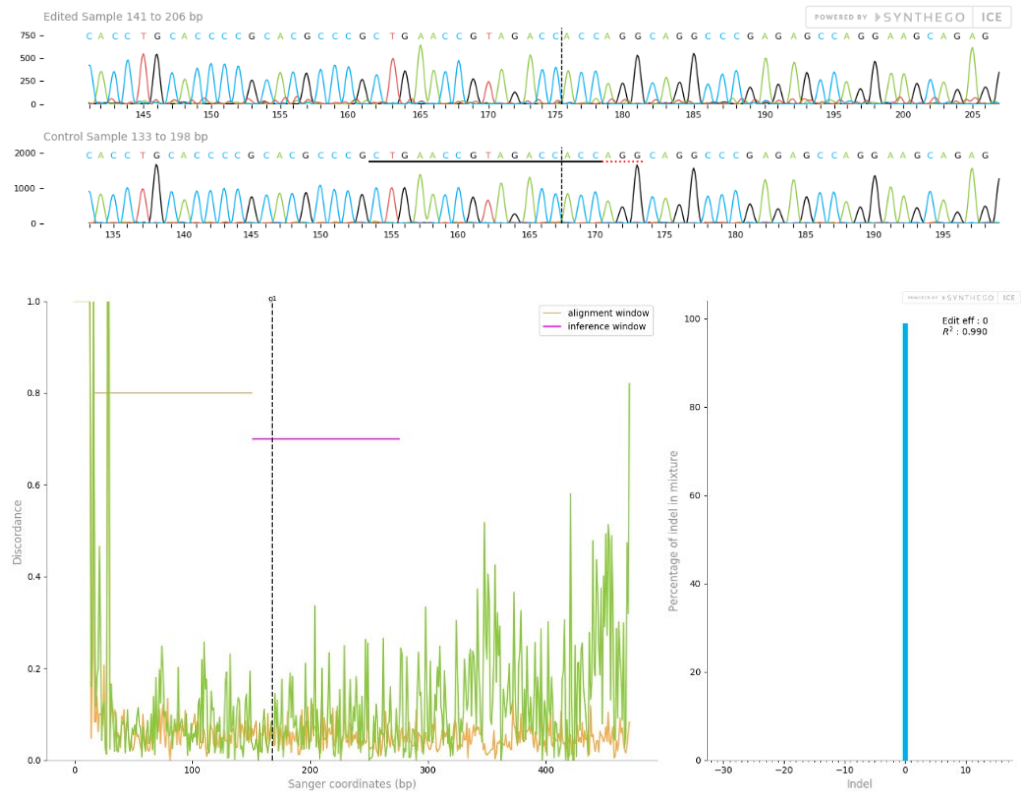 Edited Sample 141 to 206 bp
POWERED BY SYNTHEGO ICE
C A C C T G C A C C C C G C A C G C C C G C T G A A C C G T A G A C C A C C A G G C A G G C C C G A G A G C C A G G A A G C A G A G
750
500
250
0
145 150 155 160 165 170 175 180 185 190 195 200 205
Control Sample 133 to 198 bp
C A C C T G C A C C C C G C A C G C C C G C T G A A C C G T A G A C C A C C A G G C A G G C C C G A G A G C C A G G A A G C A G A G
2000
1000
0
135 140 145 150 155 160 165 170 175 180 185 190 195
g1
alignment window
inference window
Discordance
1.0
0.8
0.6
0.4
0.2
0.0
0 100 200 300 400
Sanger coordinates (bp)
POWERED BY SYNTHEGO ICE
Edit eff : 0
R² : 0.990
Percentage of indel in mixture
100
80
60
40
20
0
−30 −20 −10 0 10
Indel